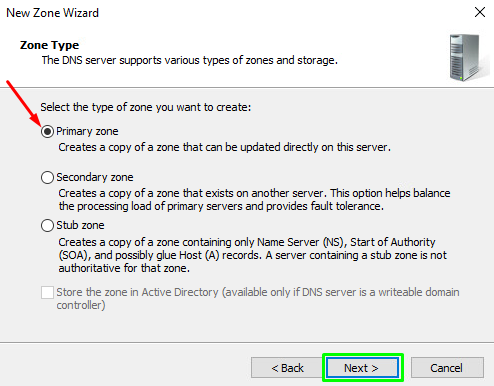 New Zone Wizard
Zone Type
The DNS server supports various types of zones and storage.
Select the type of zone you want to create:
Primary zone
Creates a copy of a zone that can be updated directly on this server.
Secondary zone
Creates a copy of a zone that exists on another server. This option helps balance
the processing load of primary servers and provides fault tolerance.
Stub zone
Creates a copy of a zone containing only Name Server (NS), Start of Authority
(SOA), and possibly glue Host (A) records. A server containing a stub zone is not
authoritative for that zone.
Store the zone in Active Directory (available only if DNS server is a writeable domain
controller)
< Back
Next >
Cancel